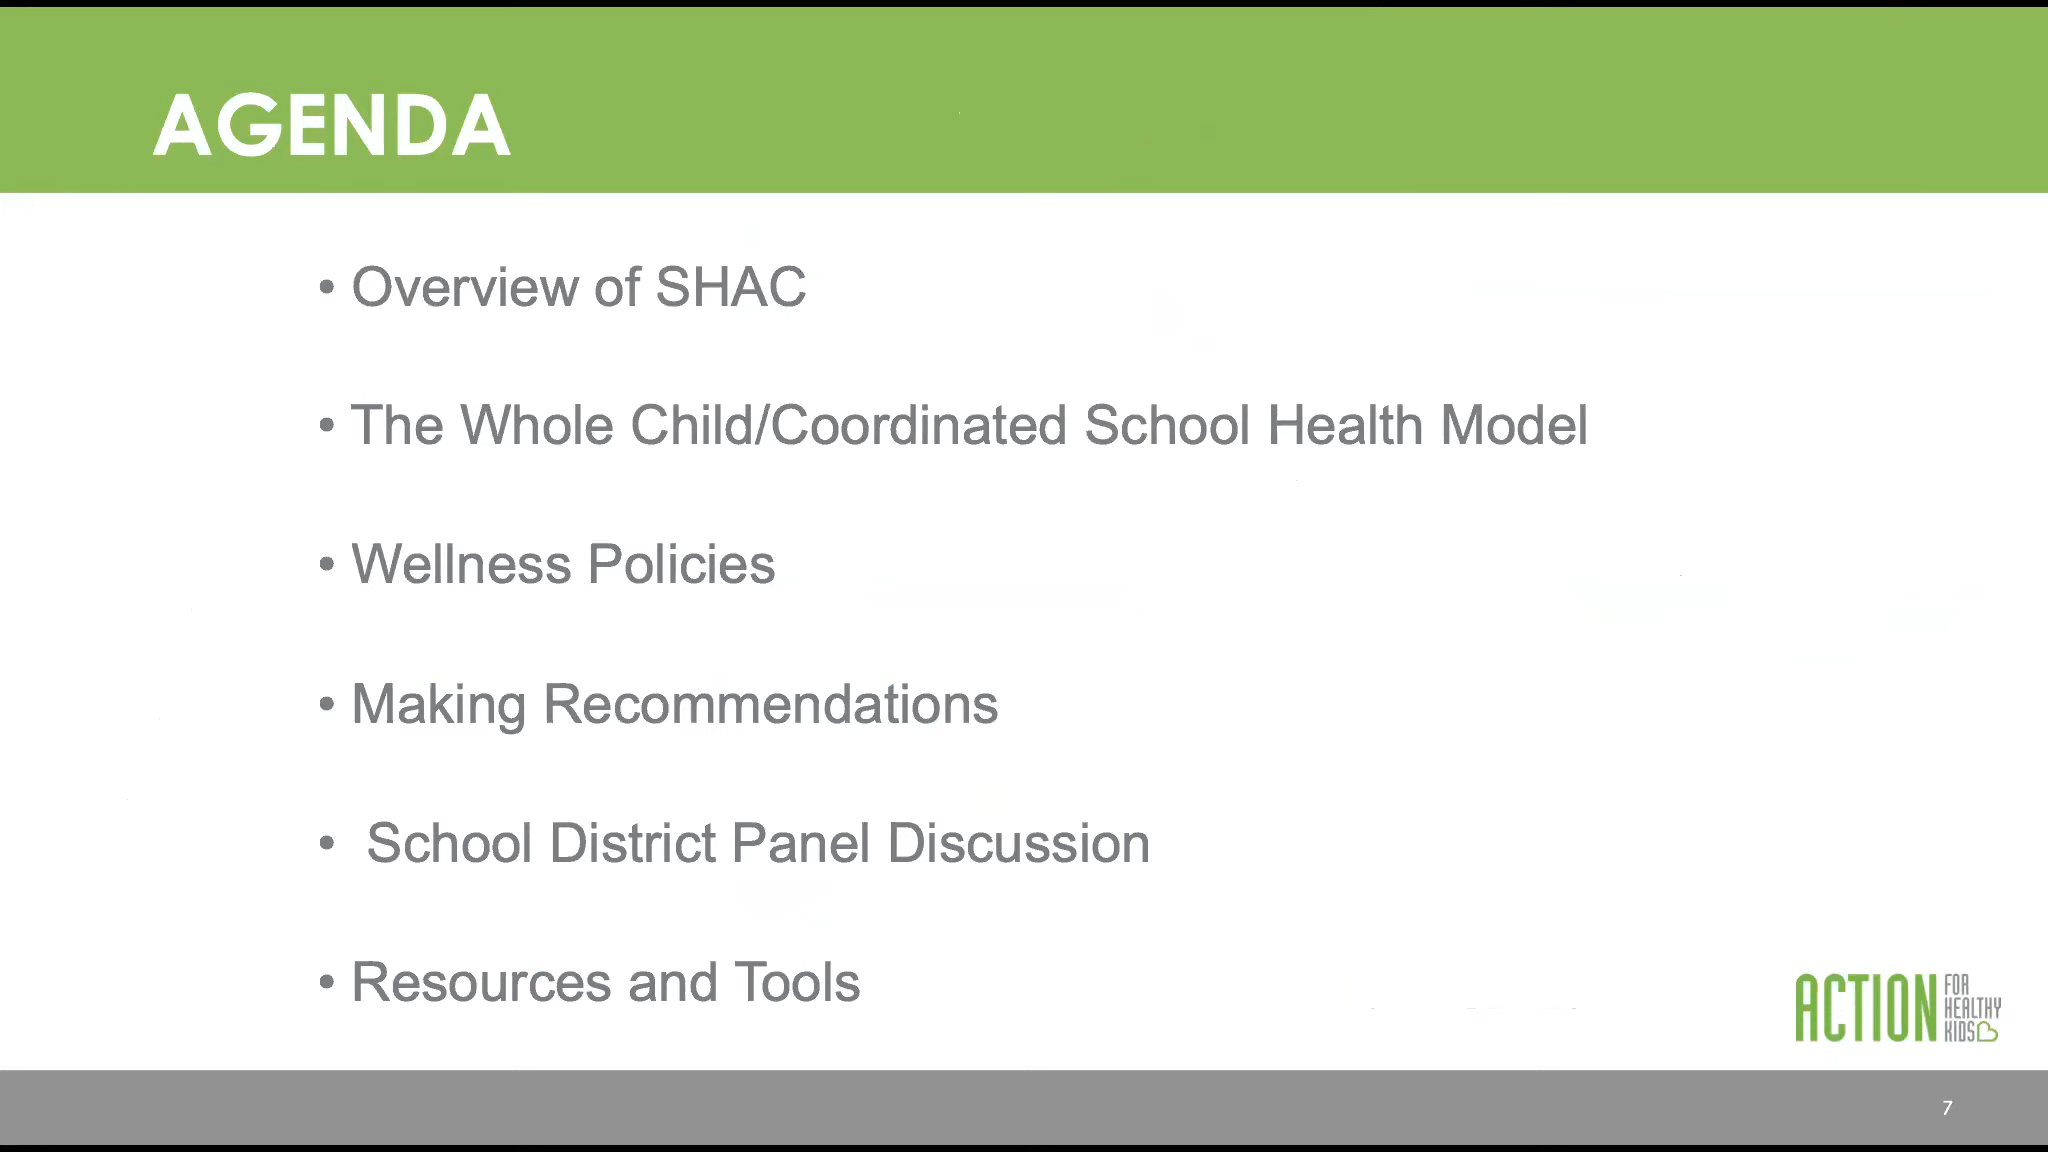 AGENDA
• Overview of SHAC
• The Whole Child/Coordinated School Health Model
• Wellness Policies
• Making Recommendations
• School District Panel Discussion
• Resources and Tools
ACTION FOR HEALTHY KIDS
7